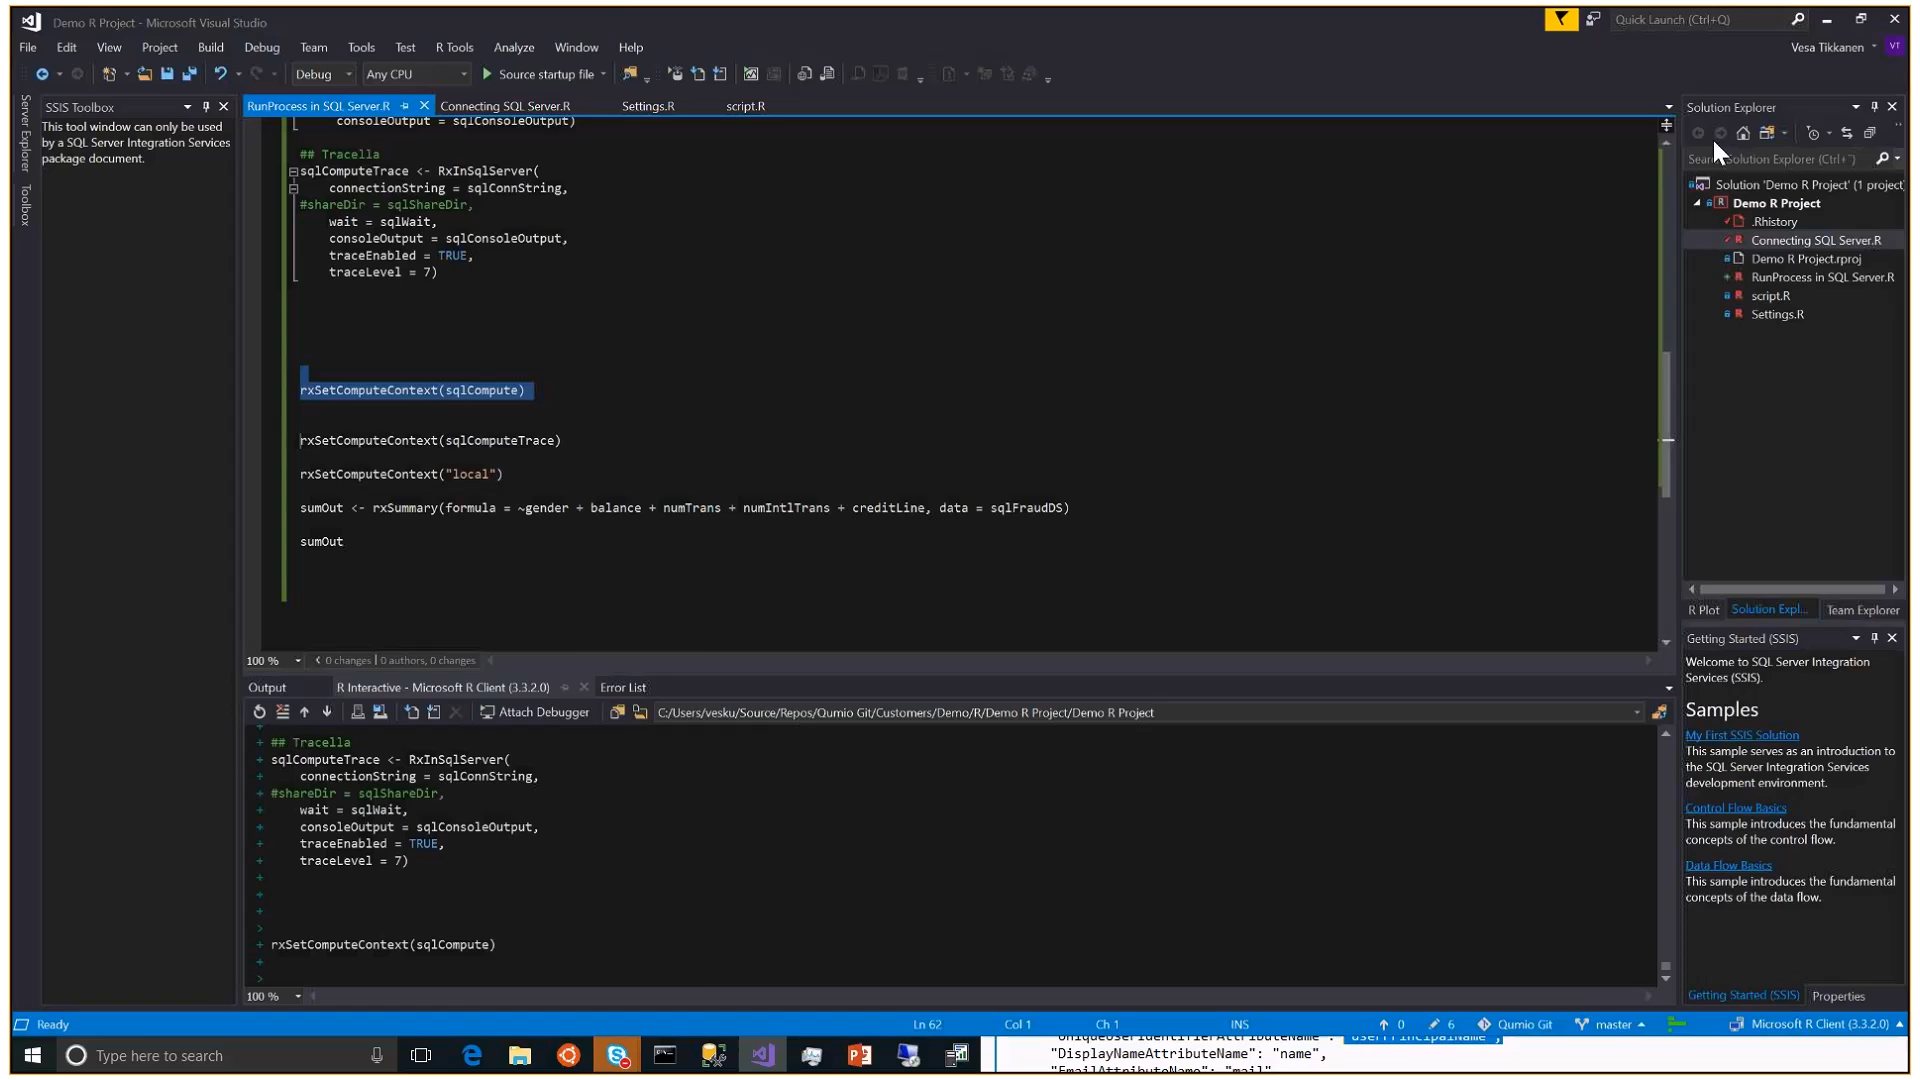 Demo R Project - Microsoft Visual Studio
Quick Launch (Ctrl+Q)
File Edit View Project Build Debug Team Tools Test R Tools Analyze Window Help
Vesa Tikkanen VT
Debug Any CPU Source startup file
Server Explorer
Toolbox
SSIS Toolbox
This tool window can only be used
by a SQL Server Integration Services
package document.
RunProcess in SQL Server.R Connecting SQL Server.R Settings.R script.R
consoleOutput = sqlConsoleOutput)
## Tracella
sqlComputeTrace <- RxInSqlServer(
connectionString = sqlConnString,
#shareDir = sqlShareDir,
wait = sqlWait,
consoleOutput = sqlConsoleOutput,
traceEnabled = TRUE,
traceLevel = 7)
rxSetComputeContext(sqlCompute)
rxSetComputeContext(sqlComputeTrace)
rxSetComputeContext("local")
sumOut <- rxSummary(formula = ~gender + balance + numTrans + numIntlTrans + creditLine, data = sqlFraudDS)
sumOut
100 % 0 changes | 0 authors, 0 changes
Output R Interactive - Microsoft R Client (3.3.2.0) Error List
Attach Debugger C:/Users/vesku/Source/Repos/Qumio Git/Customers/Demo/R/Demo R Project/Demo R Project
+
+ ## Tracella
+ sqlComputeTrace <- RxInSqlServer(
+ connectionString = sqlConnString,
+ #shareDir = sqlShareDir,
+ wait = sqlWait,
+ consoleOutput = sqlConsoleOutput,
+ traceEnabled = TRUE,
+ traceLevel = 7)
+
+
+
>
+ rxSetComputeContext(sqlCompute)
+
>
100 %
Solution Explorer
Solution Explorer (Ctrl+¨)
Solution 'Demo R Project' (1 project)
Demo R Project
.Rhistory
Connecting SQL Server.R
Demo R Project.rproj
RunProcess in SQL Server.R
script.R
Settings.R
R Plot Solution Expl... Team Explorer
Getting Started (SSIS)
Welcome to SQL Server Integration
Services (SSIS).
Samples
My First SSIS Solution
This sample serves as an introduction to
the SQL Server Integration Services
development environment.
Control Flow Basics
This sample introduces the fundamental
concepts of the control flow.
Data Flow Basics
This sample introduces the fundamental
concepts of the data flow.
Getting Started (SSIS) Properties
Ready Ln 62 Col 1 Ch 1 INS 0 6 Qumio Git master Microsoft R Client (3.3.2.0)
Type here to search
"DisplayNameAttributeName": "name",